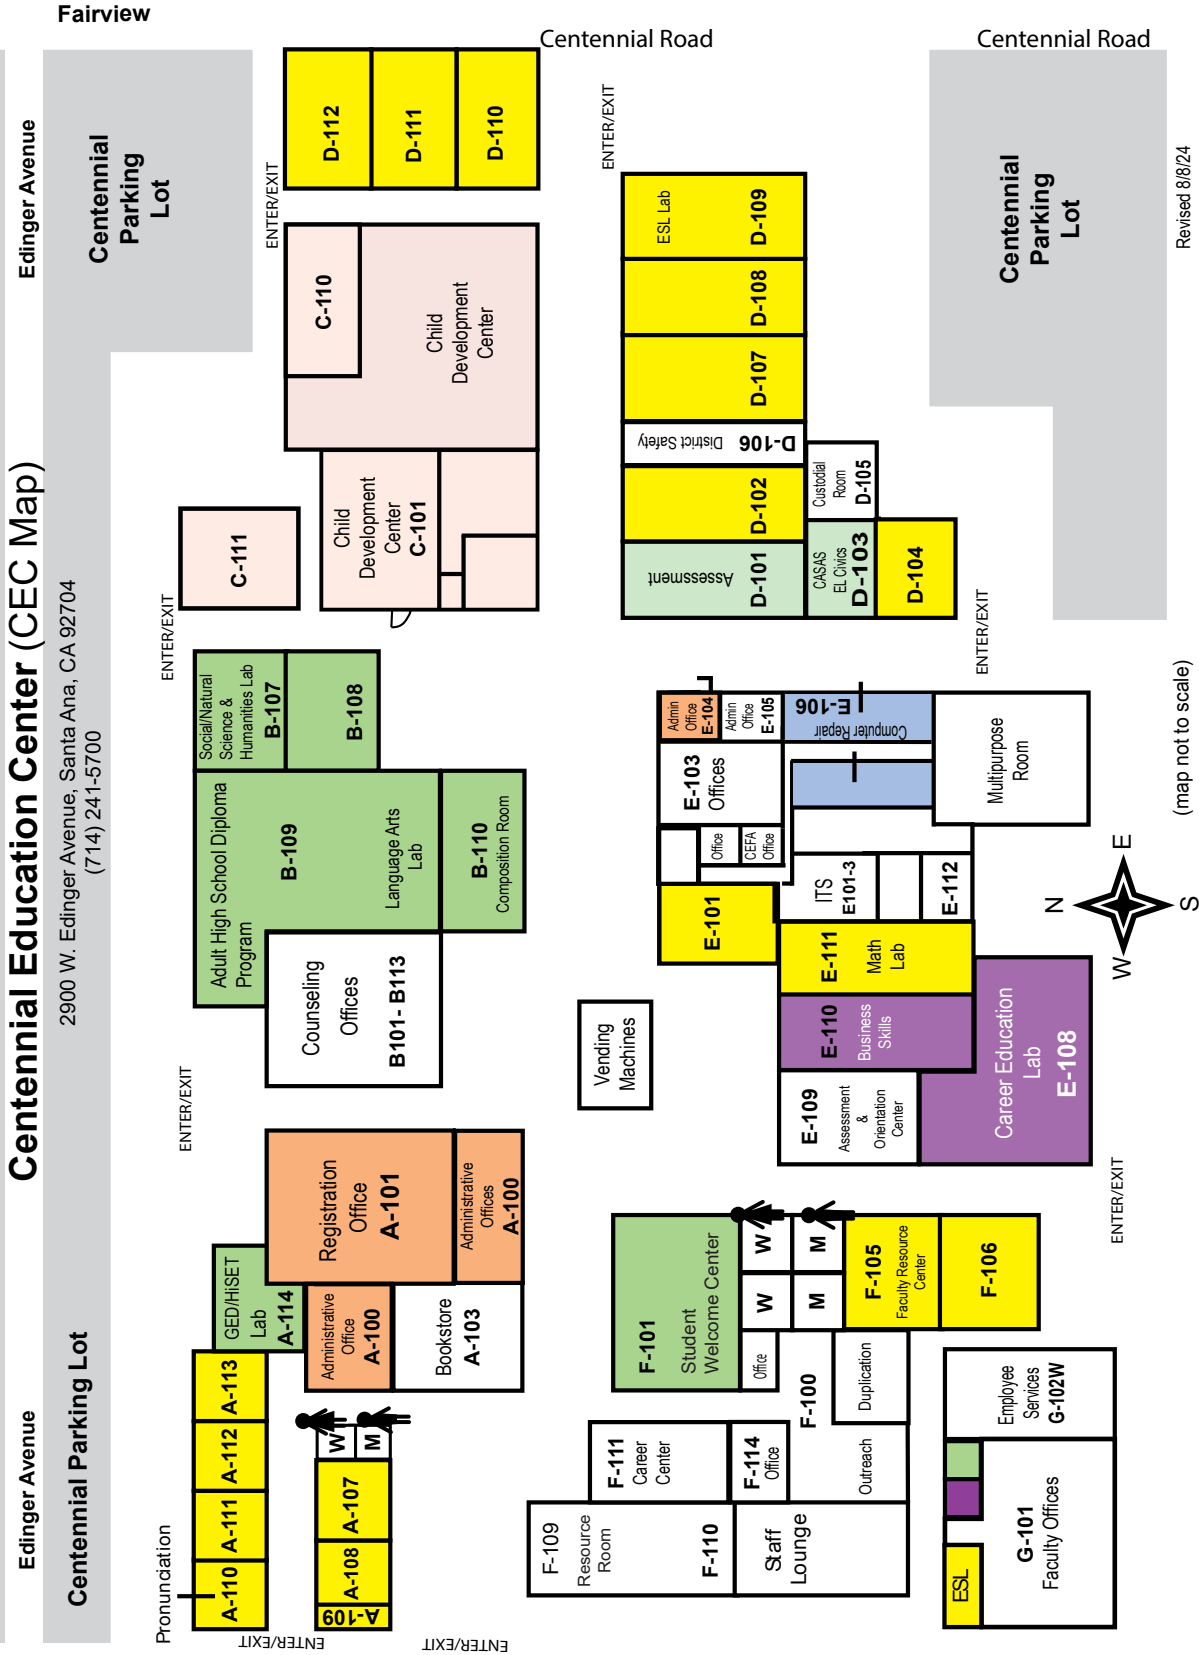 Fairview
Edinger Avenue
Edinger Avenue
Centennial Education Center (CEC Map)
2900 W. Edinger Avenue, Santa Ana, CA 92704
(714) 241-5700
Centennial Parking Lot
Centennial
Parking
Lot
Centennial Road
Centennial Road
Centennial
Parking
Lot
Revised 8/8/24
(map not to scale)
N
E
S
W
Pronunciation
A-110
A-111
A-112
A-113
GED/HiSET
Lab
A-114
A-109
A-108
A-107
W
M
Administrative
Office
A-100
Bookstore
A-103
Registration
Office
A-101
Administrative
Offices
A-100
ENTER/EXIT
ENTER/EXIT
ENTER/EXIT
ENTER/EXIT
Counseling
Offices
B101- B113
Adult High School Diploma
Program
B-109
Language Arts
Lab
B-110
Composition Room
Social/Natural
Science &
Humanities Lab
B-107
B-108
ENTER/EXIT
C-111
Child
Development
Center
C-101
C-110
Child
Development
Center
ENTER/EXIT
D-112
D-111
D-110
ENTER/EXIT
ESL Lab
D-109
D-108
D-107
District Safety
D-106
D-102
Assessment
D-101
CASAS
EL Civics
D-103
Custodial
Room
D-105
D-104
ENTER/EXIT
Vending
Machines
Admin
Office
E-104
Admin
Office
E-105
E-106
Computer Repair
E-103
Offices
Office
CEFA
Office
E-101
ITS
E101-3
E-112
Multipurpose
Room
E-111
Math
Lab
E-110
Business
Skills
E-109
Assessment
&
Orientation
Center
Career Education
Lab
E-108
ENTER/EXIT
F-101
Student
Welcome Center
Office
W
W
M
M
F-105
Faculty Resource
Center
F-106
F-100
Duplication
Outreach
F-111
Career
Center
F-114
Office
F-109
Resource
Room
F-110
Staff
Lounge
Employee
Services
G-102W
G-101
Faculty Offices
ESL